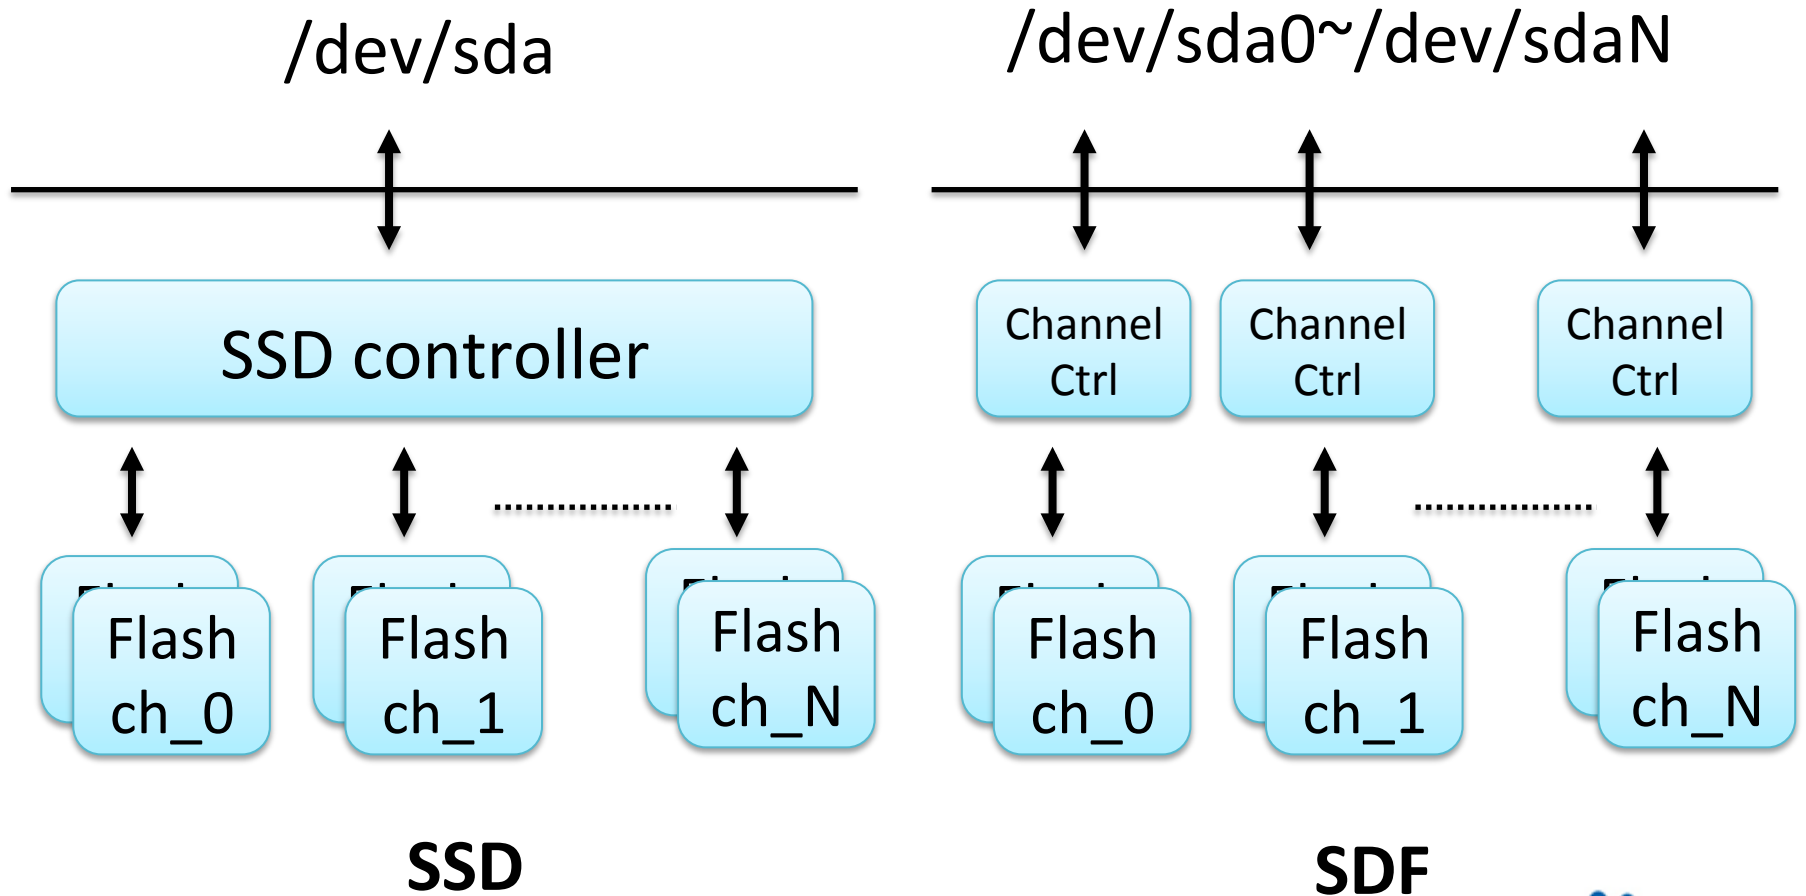 /dev/sda
SSD controller
Flash
ch_0
Flash
ch_1
Flash
ch_N
SSD
/dev/sda0~/dev/sdaN
Channel
Ctrl
Channel
Ctrl
Channel
Ctrl
Flash
ch_0
Flash
ch_1
Flash
ch_N
SDF